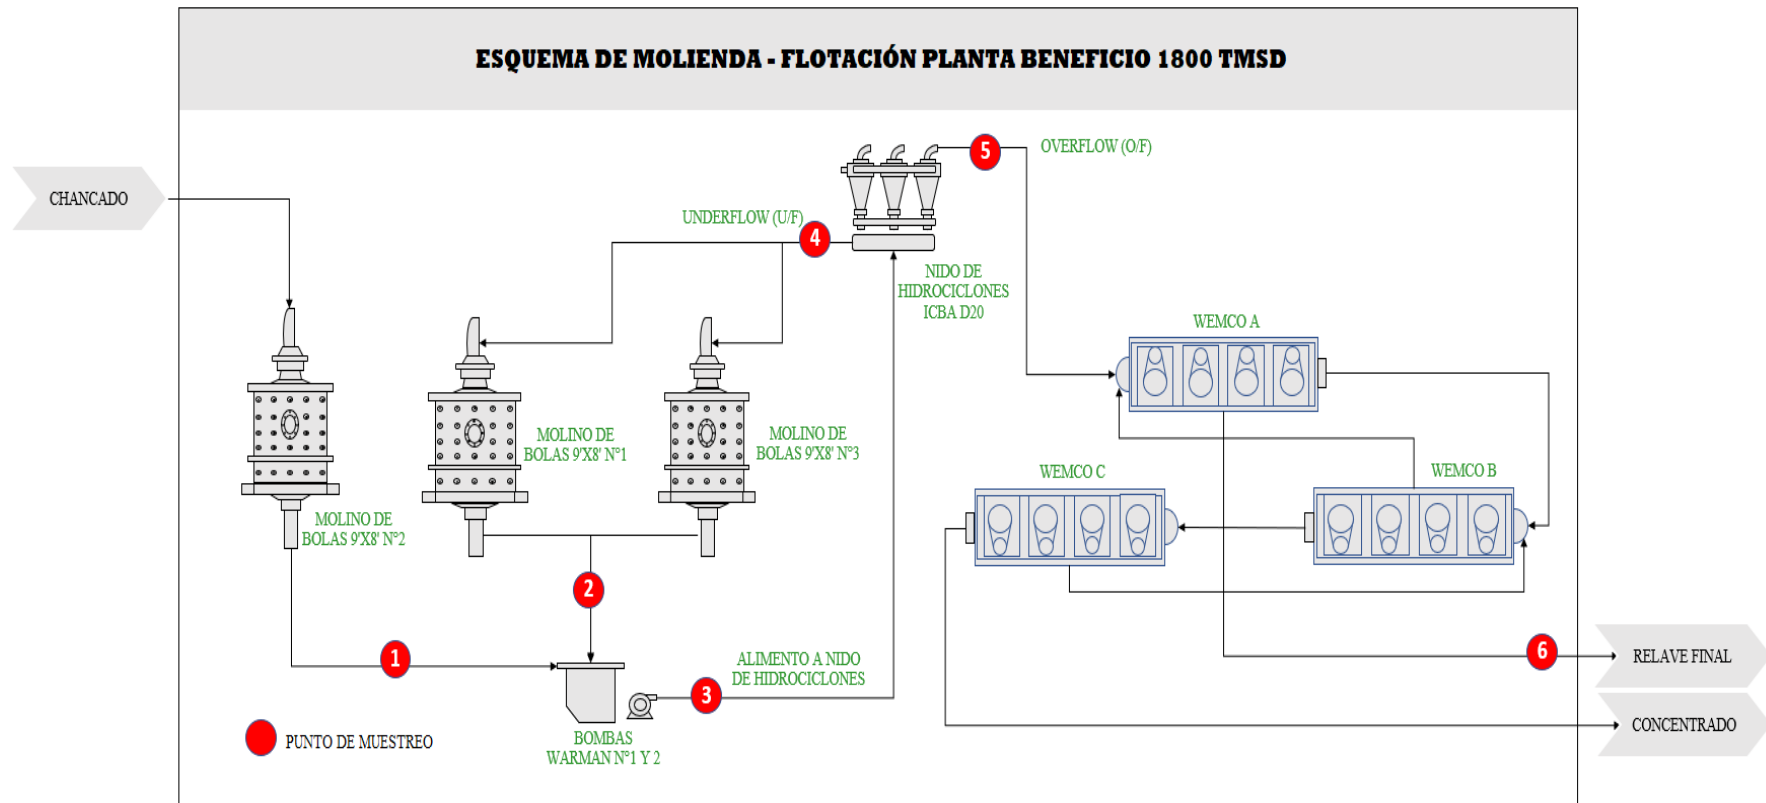 ESQUEMA DE MOLIENDA - FLOTACIÓN PLANTA BENEFICIO 1800 TMSD
CHANCADO
5
OVERFLOW (O/F)
UNDERFLOW (U/F)
4
NIDO DE
HIDROCICLONES
ICBA D20
WEMCO A
MOLINO DE
BOLAS 9'X8' N°1
MOLINO DE
BOLAS 9'X8' N°3
WEMCO C
WEMCO B
MOLINO DE
BOLAS 9'X8' N°2
2
1
ALIMENTO A NIDO
DE HIDROCICLONES
3
6
RELAVE FINAL
CONCENTRADO
PUNTO DE MUESTREO
BOMBAS
WARMAN N°1 Y 2